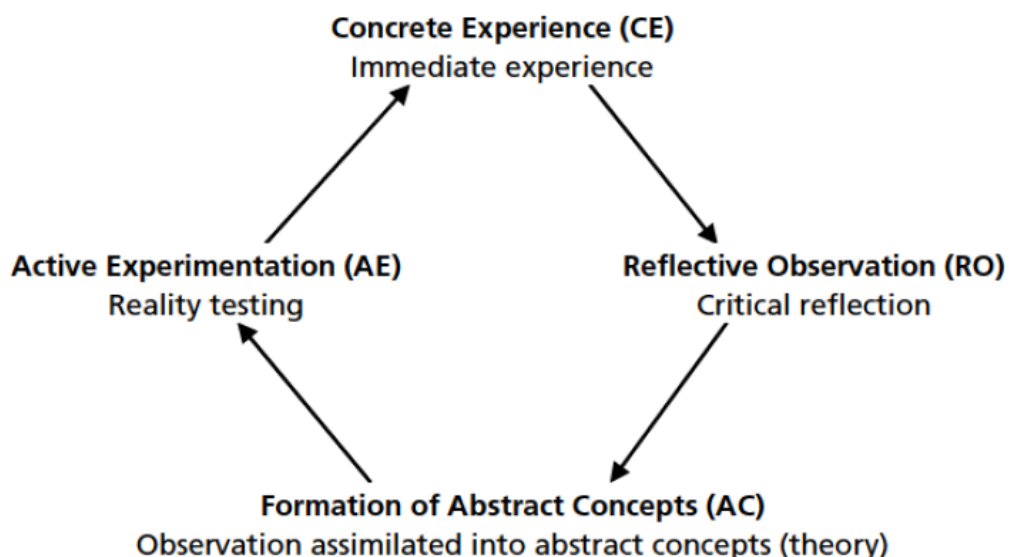 Concrete Experience (CE)
Immediate experience
Active Experimentation (AE)
Reality testing
Reflective Observation (RO)
Critical reflection
Formation of Abstract Concepts (AC)
Observation assimilated into abstract concepts (theory)